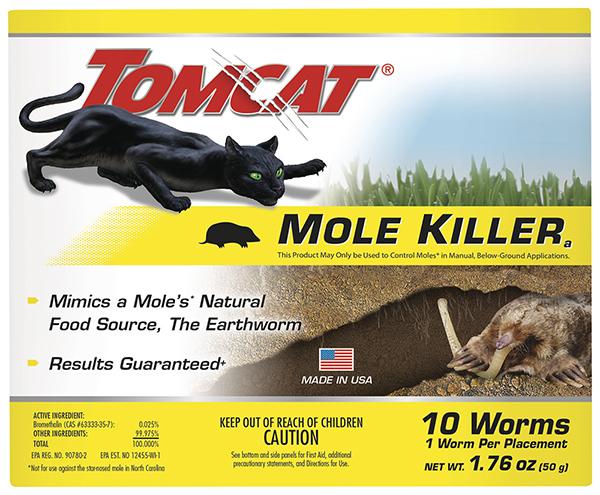 TOMCAT®
MOLE KILLERa
This Product May Only be Used to Control Moles* in Manual, Below-Ground Applications.
Mimics a Mole's* Natural
Food Source, The Earthworm
Results Guaranteed+
MADE IN USA
ACTIVE INGREDIENT:
Bromethalin (CAS #63333-35-7): 0.025%
OTHER INGREDIENTS: 99.975%
TOTAL 100.000%
EPA REG. NO. 90780-2 EPA EST. NO 12455-WI-1
*Not for use against the star-nosed mole in North Carolina
KEEP OUT OF REACH OF CHILDREN
CAUTION
See bottom and side panels for First Aid, additional
precautionary statements, and Directions for Use.
10 Worms
1 Worm Per Placement
NET WT. 1.76 oz (50 g)